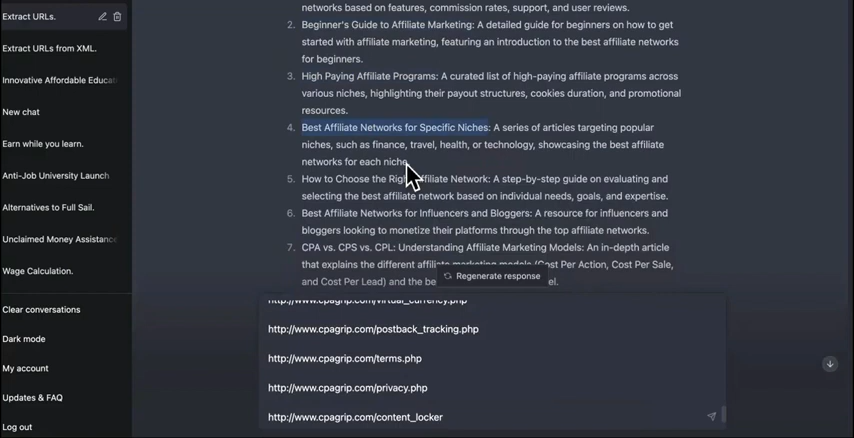 Extract URLs.
Extract URLs from XML.
Innovative Affordable Educat
New chat
Earn while you learn.
Anti-Job University Launch
Alternatives to Full Sail.
Unclaimed Money Assistance
Wage Calculation.
Clear conversations
Dark mode
My account
Updates & FAQ
Log out
networks based on features, commission rates, support, and user reviews.
2. Beginner's Guide to Affiliate Marketing: A detailed guide for beginners on how to get
started with affiliate marketing, featuring an introduction to the best affiliate networks
for beginners.
3. High Paying Affiliate Programs: A curated list of high-paying affiliate programs across
various niches, highlighting their payout structures, cookies duration, and promotional
resources.
4. Best Affiliate Networks for Specific Niches: A series of articles targeting popular
niches, such as finance, travel, health, or technology, showcasing the best affiliate
networks for each niche.
5. How to Choose the Right Affiliate Network: A step-by-step guide on evaluating and
selecting the best affiliate network based on individual needs, goals, and expertise.
6. Best Affiliate Networks for Influencers and Bloggers: A resource for influencers and
bloggers looking to monetize their platforms through the top affiliate networks.
7. CPA vs. CPS vs. CPL: Understanding Affiliate Marketing Models: An in-depth article
that explains the different affiliate marketing models (Cost Per Action, Cost Per Sale,
and Cost Per Lead) and the be
el.
Regenerate response
http://www.cpagrip.com/virtual_currency.php
http://www.cpagrip.com/postback_tracking.php
http://www.cpagrip.com/terms.php
http://www.cpagrip.com/privacy.php
http://www.cpagrip.com/content_locker